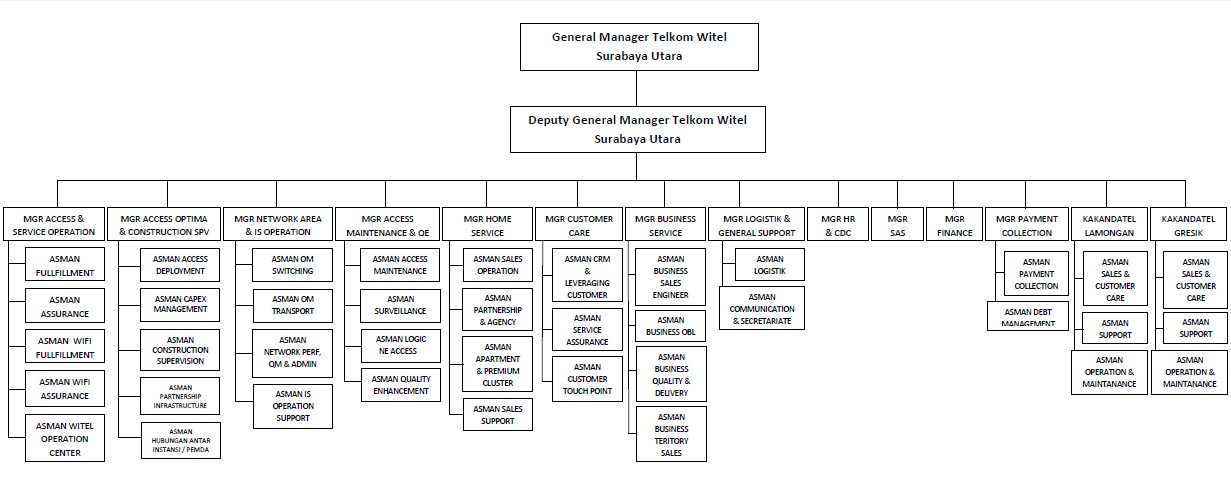 General Manager Telkom Witel
Surabaya Utara
Deputy General Manager Telkom Witel
Surabaya Utara
MGR ACCESS &
SERVICE OPERATION
ASMAN
FULLFILLMENT
ASMAN
ASSURANCE
ASMAN WIFI
FULLFILLMENT
ASMAN WIFI
ASSURANCE
ASMAN WITEL
OPERATION
CENTER
MGR ACCESS OPTIMA
& CONSTRUCTION SPV
ASMAN ACCESS
DEPLOYMENT
ASMAN CAPEX
MANAGEMENT
ASMAN
CONSTRUCTION
SUPERVISION
ASMAN
PARTNERSHIP
INFRASTRUCTURE
ASMAN
HUBUNGAN ANTAR
INSTANSI / PEMDA
MGR NETWORK AREA
& IS OPERATION
ASMAN OM
SWITCHING
ASMAN OM
TRANSPORT
ASMAN
NETWORK PERF,
QM & ADMIN
ASMAN IS
OPERATION
SUPPORT
MGR ACCESS
MAINTENANCE & QE
ASMAN ACCESS
MAINTENANCE
ASMAN
SURVEILLANCE
ASMAN LOGIC
NE ACCESS
ASMAN QUALITY
ENHANCEMENT
MGR HOME
SERVICE
ASMAN SALES
OPERATION
ASMAN
PARTNERSHIP
& AGENCY
ASMAN
APARTMENT
& PREMIUM
CLUSTER
ASMAN SALES
SUPPORT
MGR CUSTOMER
CARE
ASMAN CRM
&
LEVERAGING
CUSTOMER
ASMAN
SERVICE
ASSURANCE
ASMAN
CUSTOMER
TOUCH POINT
MGR BUSINESS
SERVICE
ASMAN
BUSINESS
SALES
ENGINEER
ASMAN
BUSINESS OBL
ASMAN
BUSINESS
QUALITY &
DELIVERY
ASMAN
BUSINESS
TERITORY
SALES
MGR LOGISTIK &
GENERAL SUPPORT
ASMAN
LOGISTIK
ASMAN
COMMUNICATION
& SECRETARIATE
MGR HR
& CDC
MGR
SAS
MGR
FINANCE
MGR PAYMENT
COLLECTION
ASMAN
PAYMENT
COLLECTION
ASMAN DEBT
MANAGEMENT
KAKANDATEL
LAMONGAN
ASMAN
SALES &
CUSTOMER
CARE
ASMAN
SUPPORT
ASMAN
OPERATION &
MAINTANANCE
KAKANDATEL
GRESIK
ASMAN
SALES &
CUSTOMER
CARE
ASMAN
SUPPORT
ASMAN
OPERATION &
MAINTANANCE